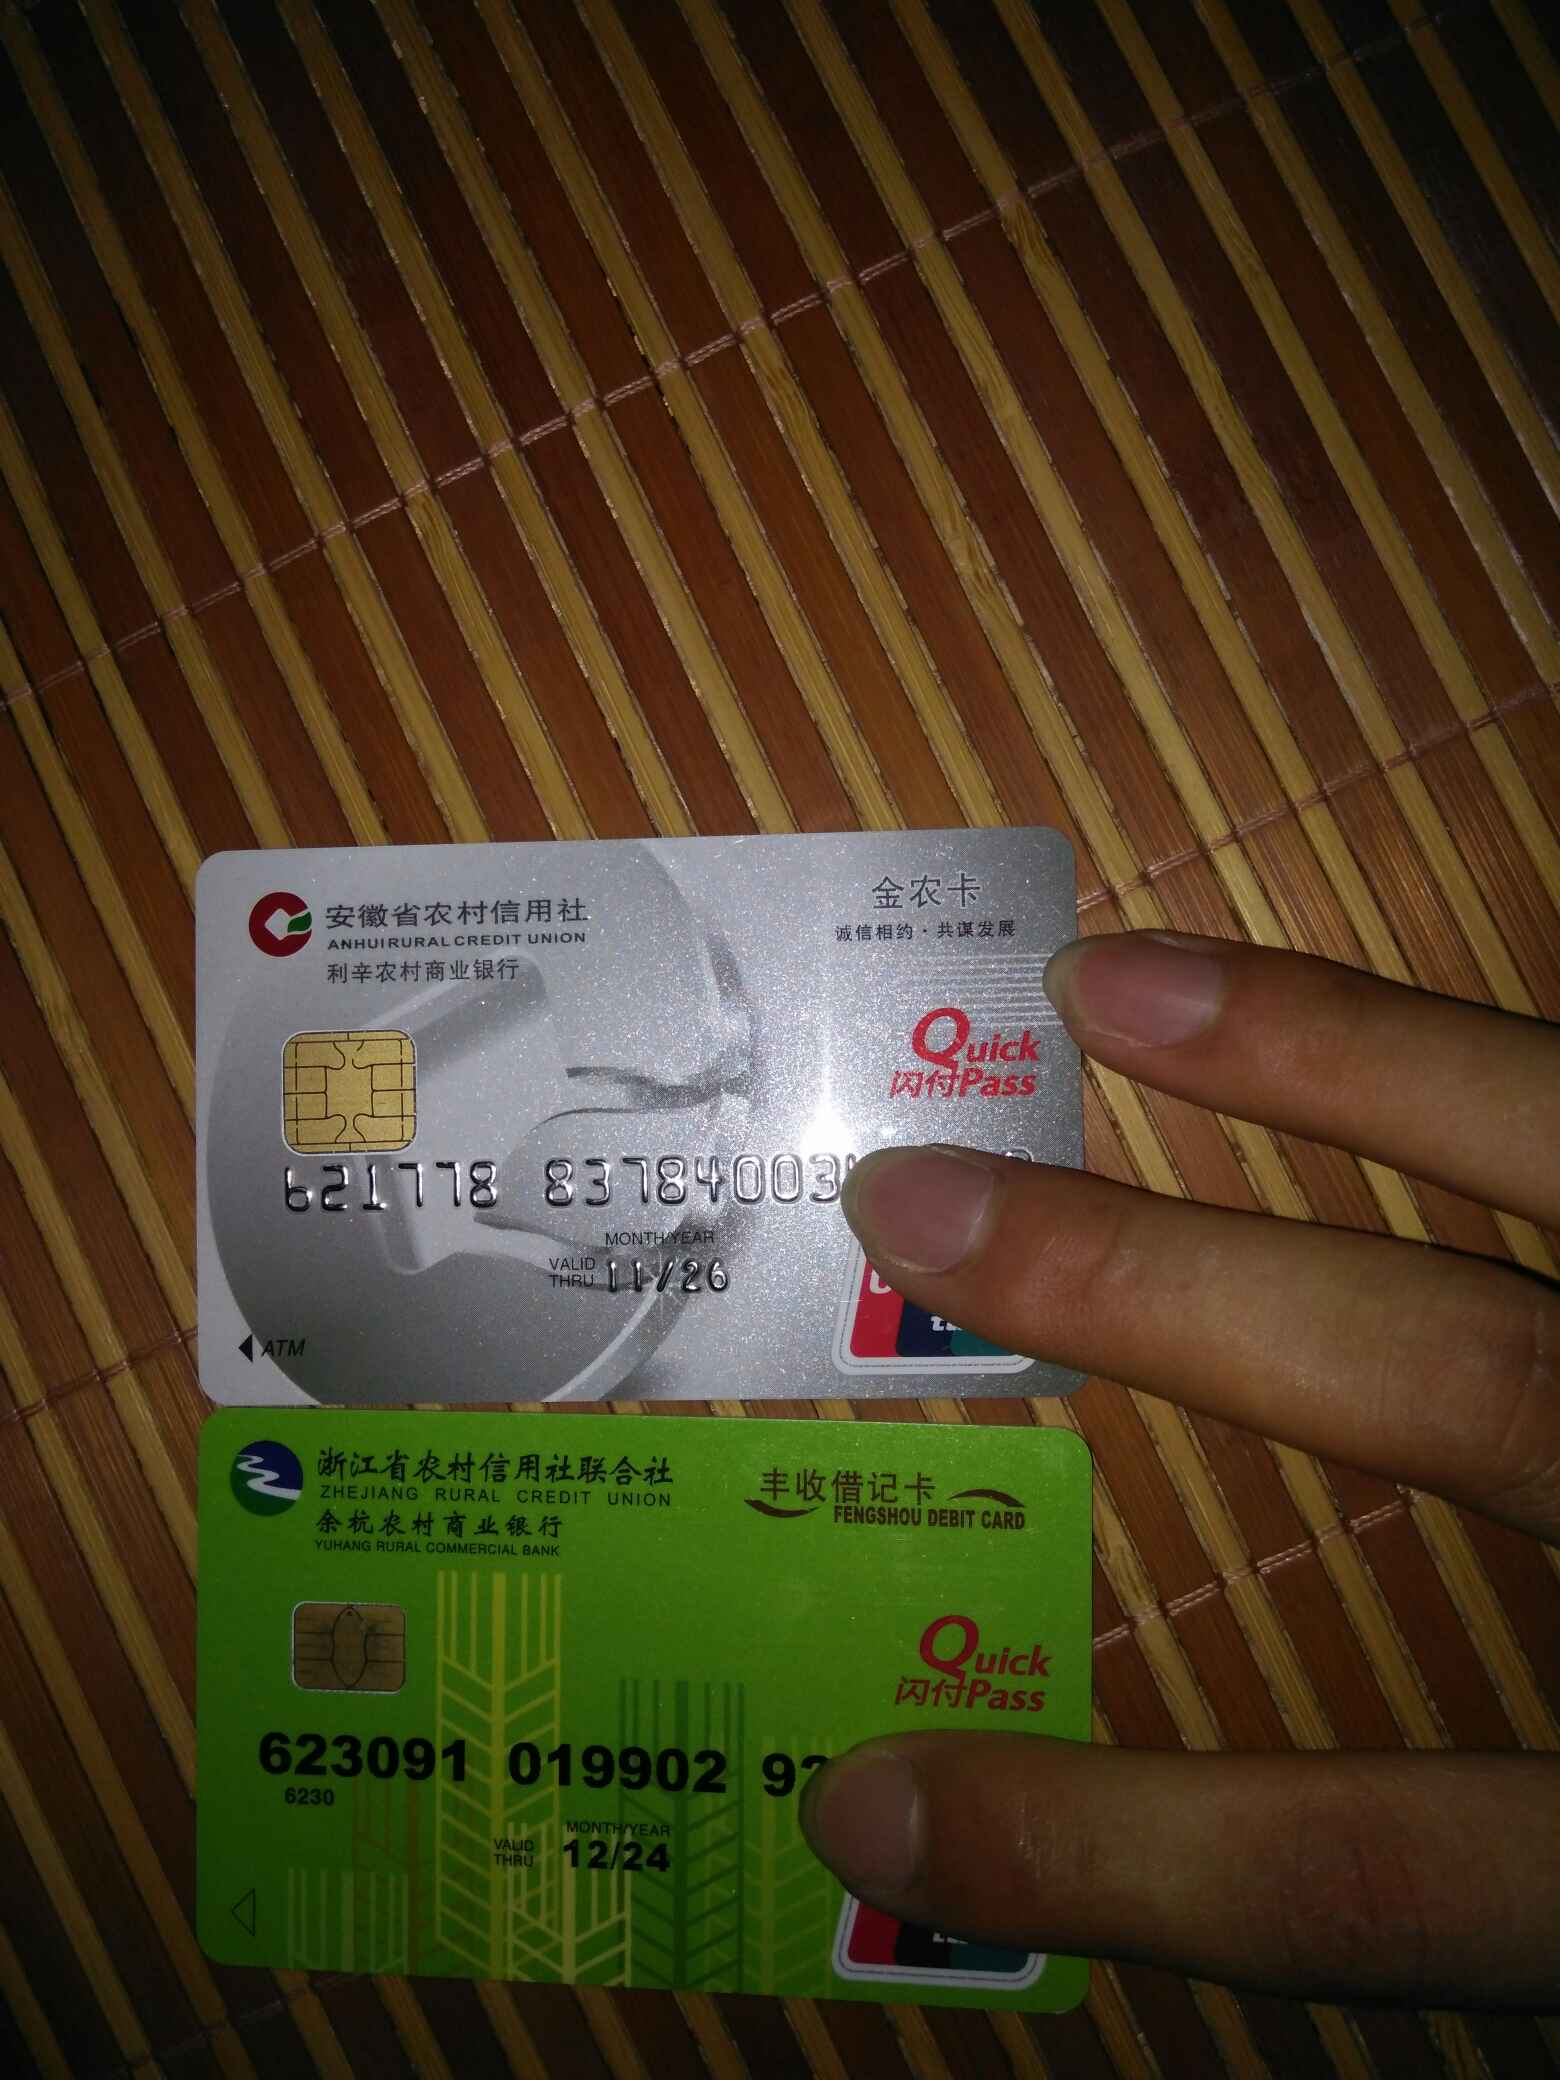 安徽省农村信用社
ANHUI RURAL CREDIT UNION
利辛农村商业银行
金农卡
诚信相约·共谋发展
Quick
闪付Pass
621778 83784003
MONTH/YEAR
VALID THRU 11/26
ATM
浙江省农村信用社联合社
ZHEJIANG RURAL CREDIT UNION
余杭农村商业银行
YUHANG RURAL COMMERCIAL BANK
丰收借记卡
FENGSHOU DEBIT CARD
Quick
闪付Pass
623091 019902 92
6230
MONTH/YEAR
VALID THRU 12/24